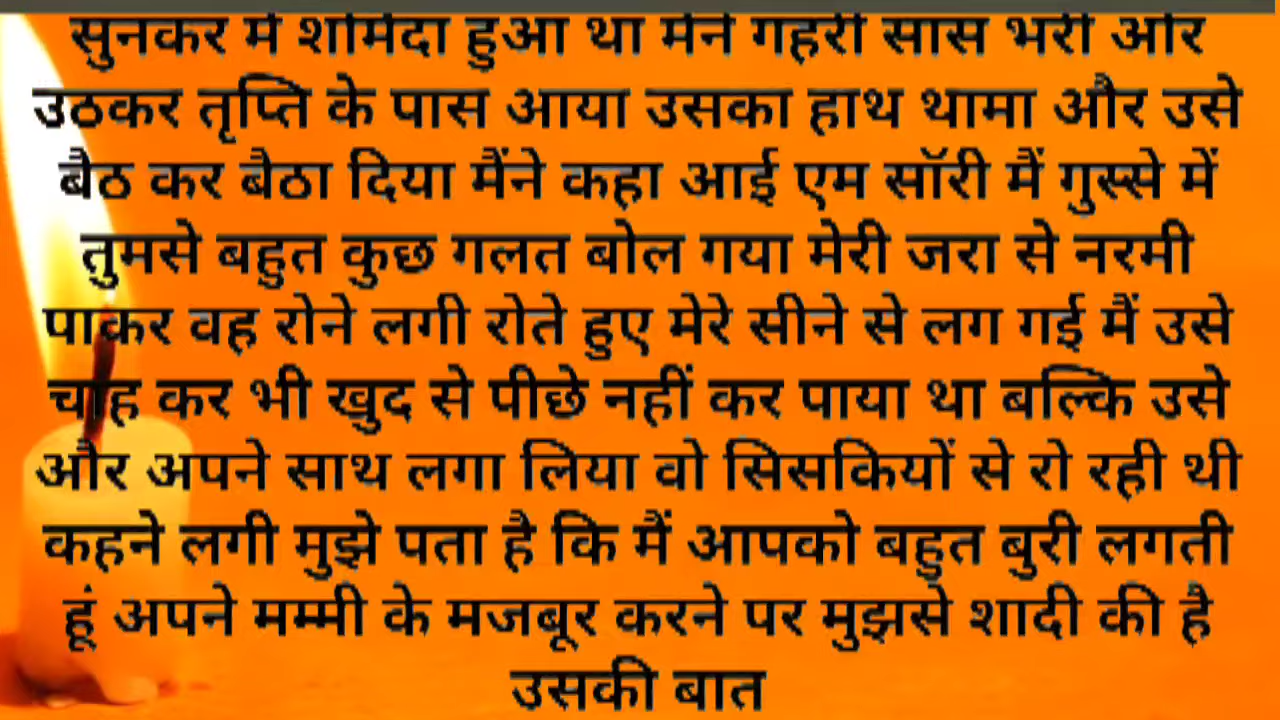 सुनकर मैं शर्मिंदा हुआ था मैंने गहरी सांस भरी और
उठकर तृप्ति के पास आया उसका हाथ थामा और उसे
बैठ कर बैठा दिया मैंने कहा आई एम सॉरी मैं गुस्से में
तुमसे बहुत कुछ गलत बोल गया मेरी जरा से नरमी
पाकर वह रोने लगी रोते हुए मेरे सीने से लग गई मैं उसे
चाह कर भी खुद से पीछे नहीं कर पाया था बल्कि उसे
और अपने साथ लगा लिया वो सिसकियों से रो रही थी
कहने लगी मुझे पता है कि मैं आपको बहुत बुरी लगती
हूं अपने मम्मी के मजबूर करने पर मुझसे शादी की है
उसकी बात